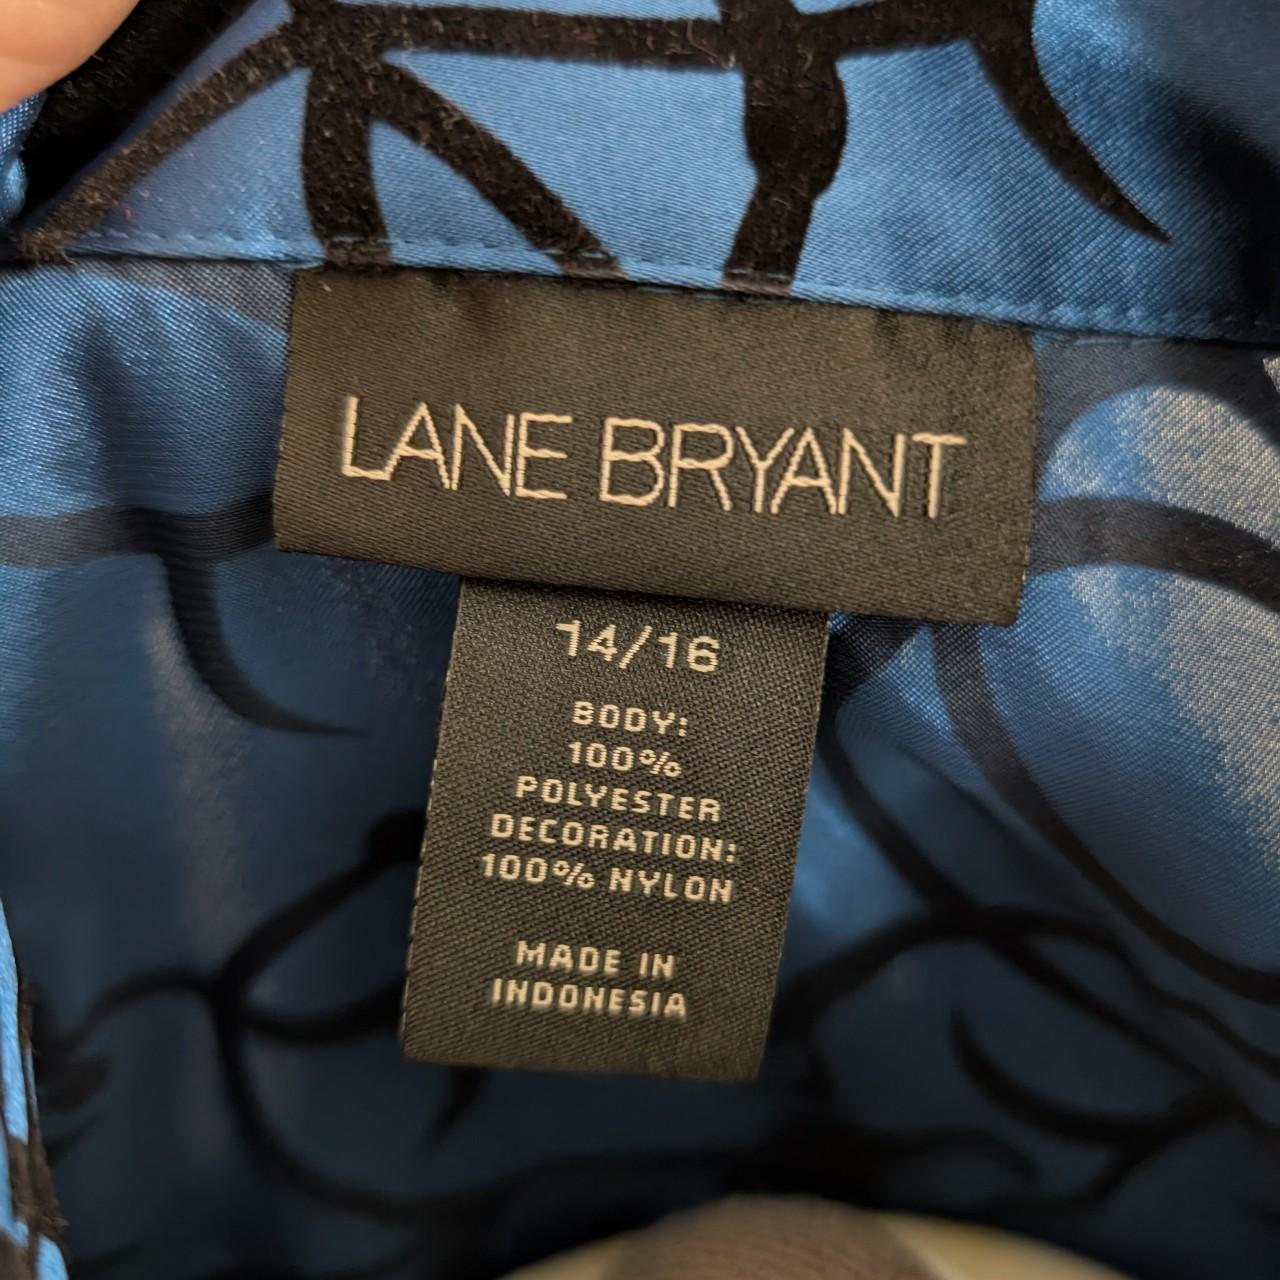 LANE BRYANT
14/16
BODY:
100%
POLYESTER
DECORATION:
100% NYLON
MADE IN
INDONESIA